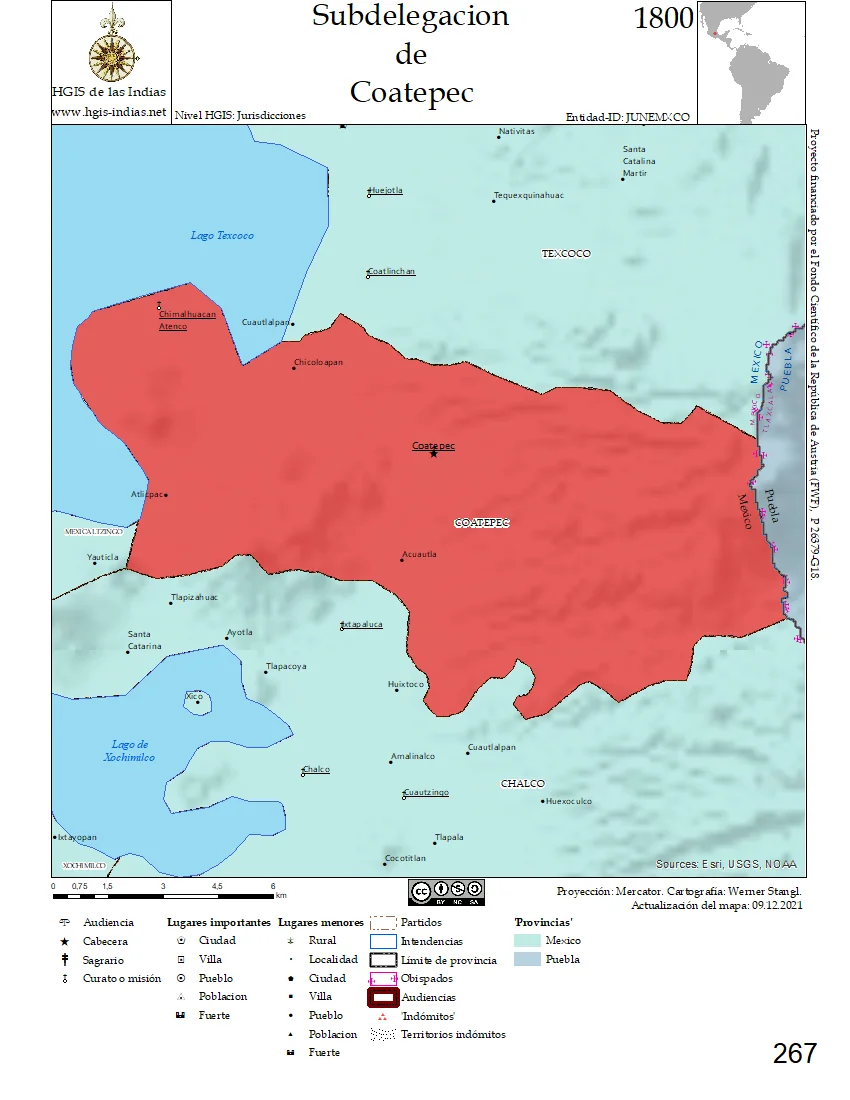 Subdelegacion
de
Coatepec
1800
HGIS de las Indias
www.hgis-indias.net
Nivel HGIS: Jurisdicciones
Entidad-ID: JUNEMXCO
Proyecto financiado por el Fondo Científico de la República de Austria (FWF), P 26379-G18.
Nativitas
Santa
Catalina
Martir
Huejotla
Tequexquinahuac
Lago Texcoco
TEXCOCO
Coatlinchan
Chimalhuacan
Atenco
Cuautlalpan
Chicoloapan
MEXICO
PUEBLA
MEXICO
TLAXCALA
Coatepec
Atlicpac
COATEPEC
Mexico
Puebla
MEXICALTZINGO
Yauticla
Acuautla
Tlapizahuac
Santa
Catarina
Ayotla
Ixtapaluca
Tlapacoya
Huixtoco
Xico
Lago de
Xochimilco
Amalinalco
Cuautlalpan
Chalco
CHALCO
Cuautzingo
Huexoculco
Ixtayopan
Tlapala
Cocotitlan
XOCHIMILCO
Sources: Esri, USGS, NOAA
0 0,75 1,5 3 4,5 6
km
CC BY NC SA
Proyección: Mercator. Cartografía: Werner Stangl.
Actualización del mapa: 09.12.2021
Audiencia
Cabecera
Sagrario
Curato o misión
Lugares importantes
Ciudad
Villa
Pueblo
Poblacion
Fuerte
Lugares menores
Rural
Localidad
Ciudad
Villa
Pueblo
Poblacion
Fuerte
Partidos
Intendencias
Límite de provincia
Obispados
Audiencias
'Indómitos'
Territorios indómitos
'Provincias'
Mexico
Puebla
267